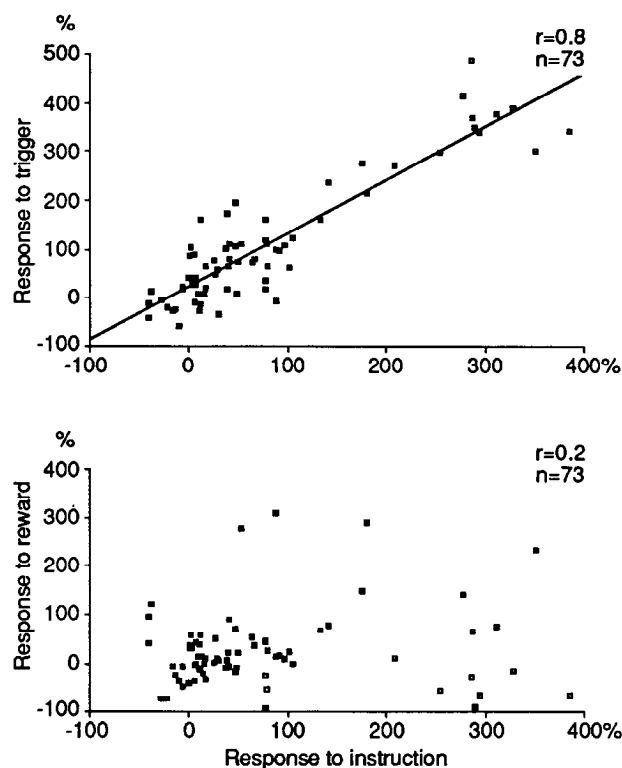 %
r=0.8
n=73
500
400
300
200
100
0
-100
Response to trigger
-100 0 100 200 300 400%
%
r=0.2
n=73
400
300
200
100
0
-100
Response to reward
-100 0 100 200 300 400%
Response to instruction